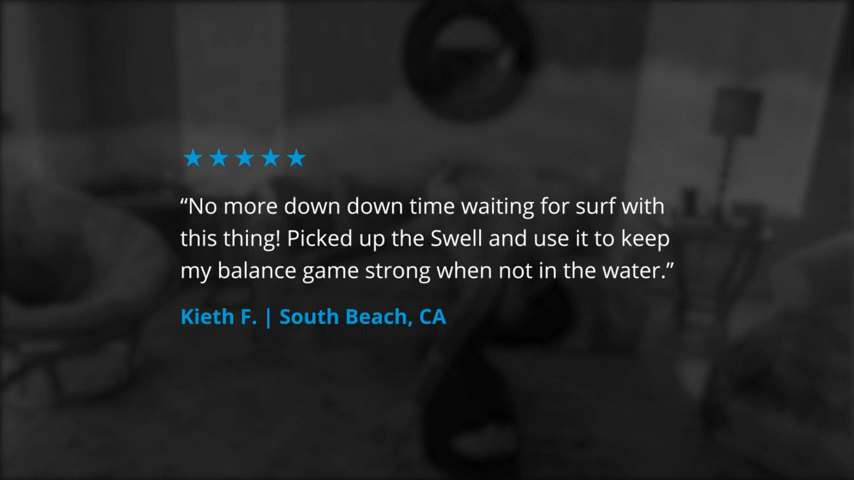 ★★★★★
“No more down down time waiting for surf with
this thing! Picked up the Swell and use it to keep
my balance game strong when not in the water.”
Kieth F. | South Beach, CA